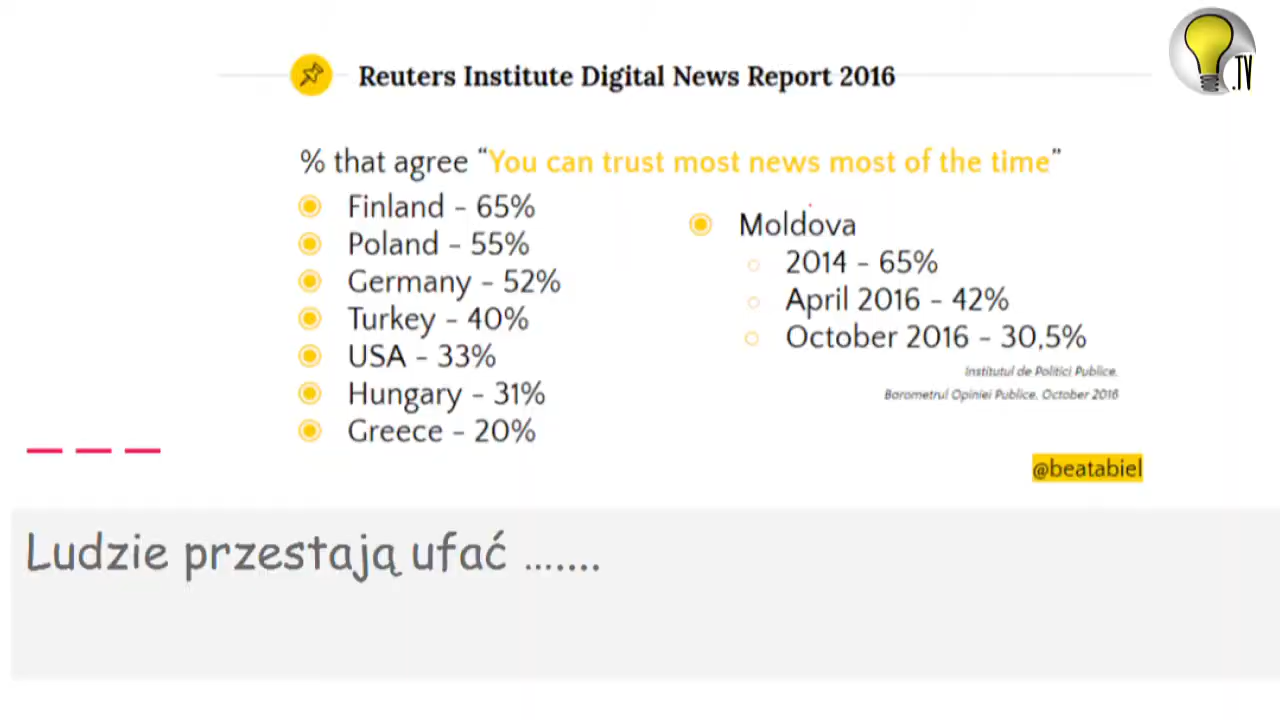 .TV
Reuters Institute Digital News Report 2016
% that agree “You can trust most news most of the time”
Finland - 65%
Poland - 55%
Germany - 52%
Turkey - 40%
USA - 33%
Hungary - 31%
Greece - 20%
Moldova
2014 - 65%
April 2016 - 42%
October 2016 - 30,5%
Institutul de Politici Publice.
Barometrul Opiniei Publice. October 2016
@beatabiel
Ludzie przestają ufać .......